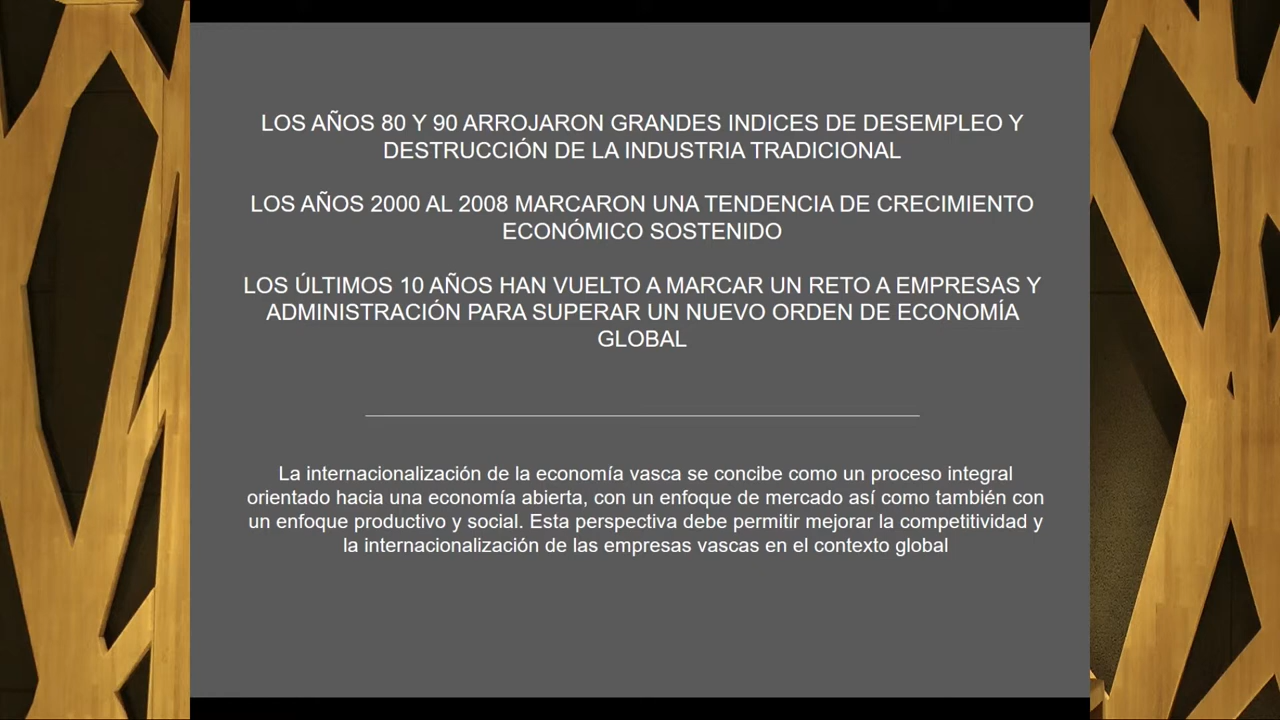 LOS AÑOS 80 Y 90 ARROJARON GRANDES INDICES DE DESEMPLEO Y
DESTRUCCIÓN DE LA INDUSTRIA TRADICIONAL
LOS AÑOS 2000 AL 2008 MARCARON UNA TENDENCIA DE CRECIMIENTO
ECONÓMICO SOSTENIDO
LOS ÚLTIMOS 10 AÑOS HAN VUELTO A MARCAR UN RETO A EMPRESAS Y
ADMINISTRACIÓN PARA SUPERAR UN NUEVO ORDEN DE ECONOMÍA
GLOBAL
La internacionalización de la economía vasca se concibe como un proceso integral
orientado hacia una economía abierta, con un enfoque de mercado así como también con
un enfoque productivo y social. Esta perspectiva debe permitir mejorar la competitividad y
la internacionalización de las empresas vascas en el contexto global